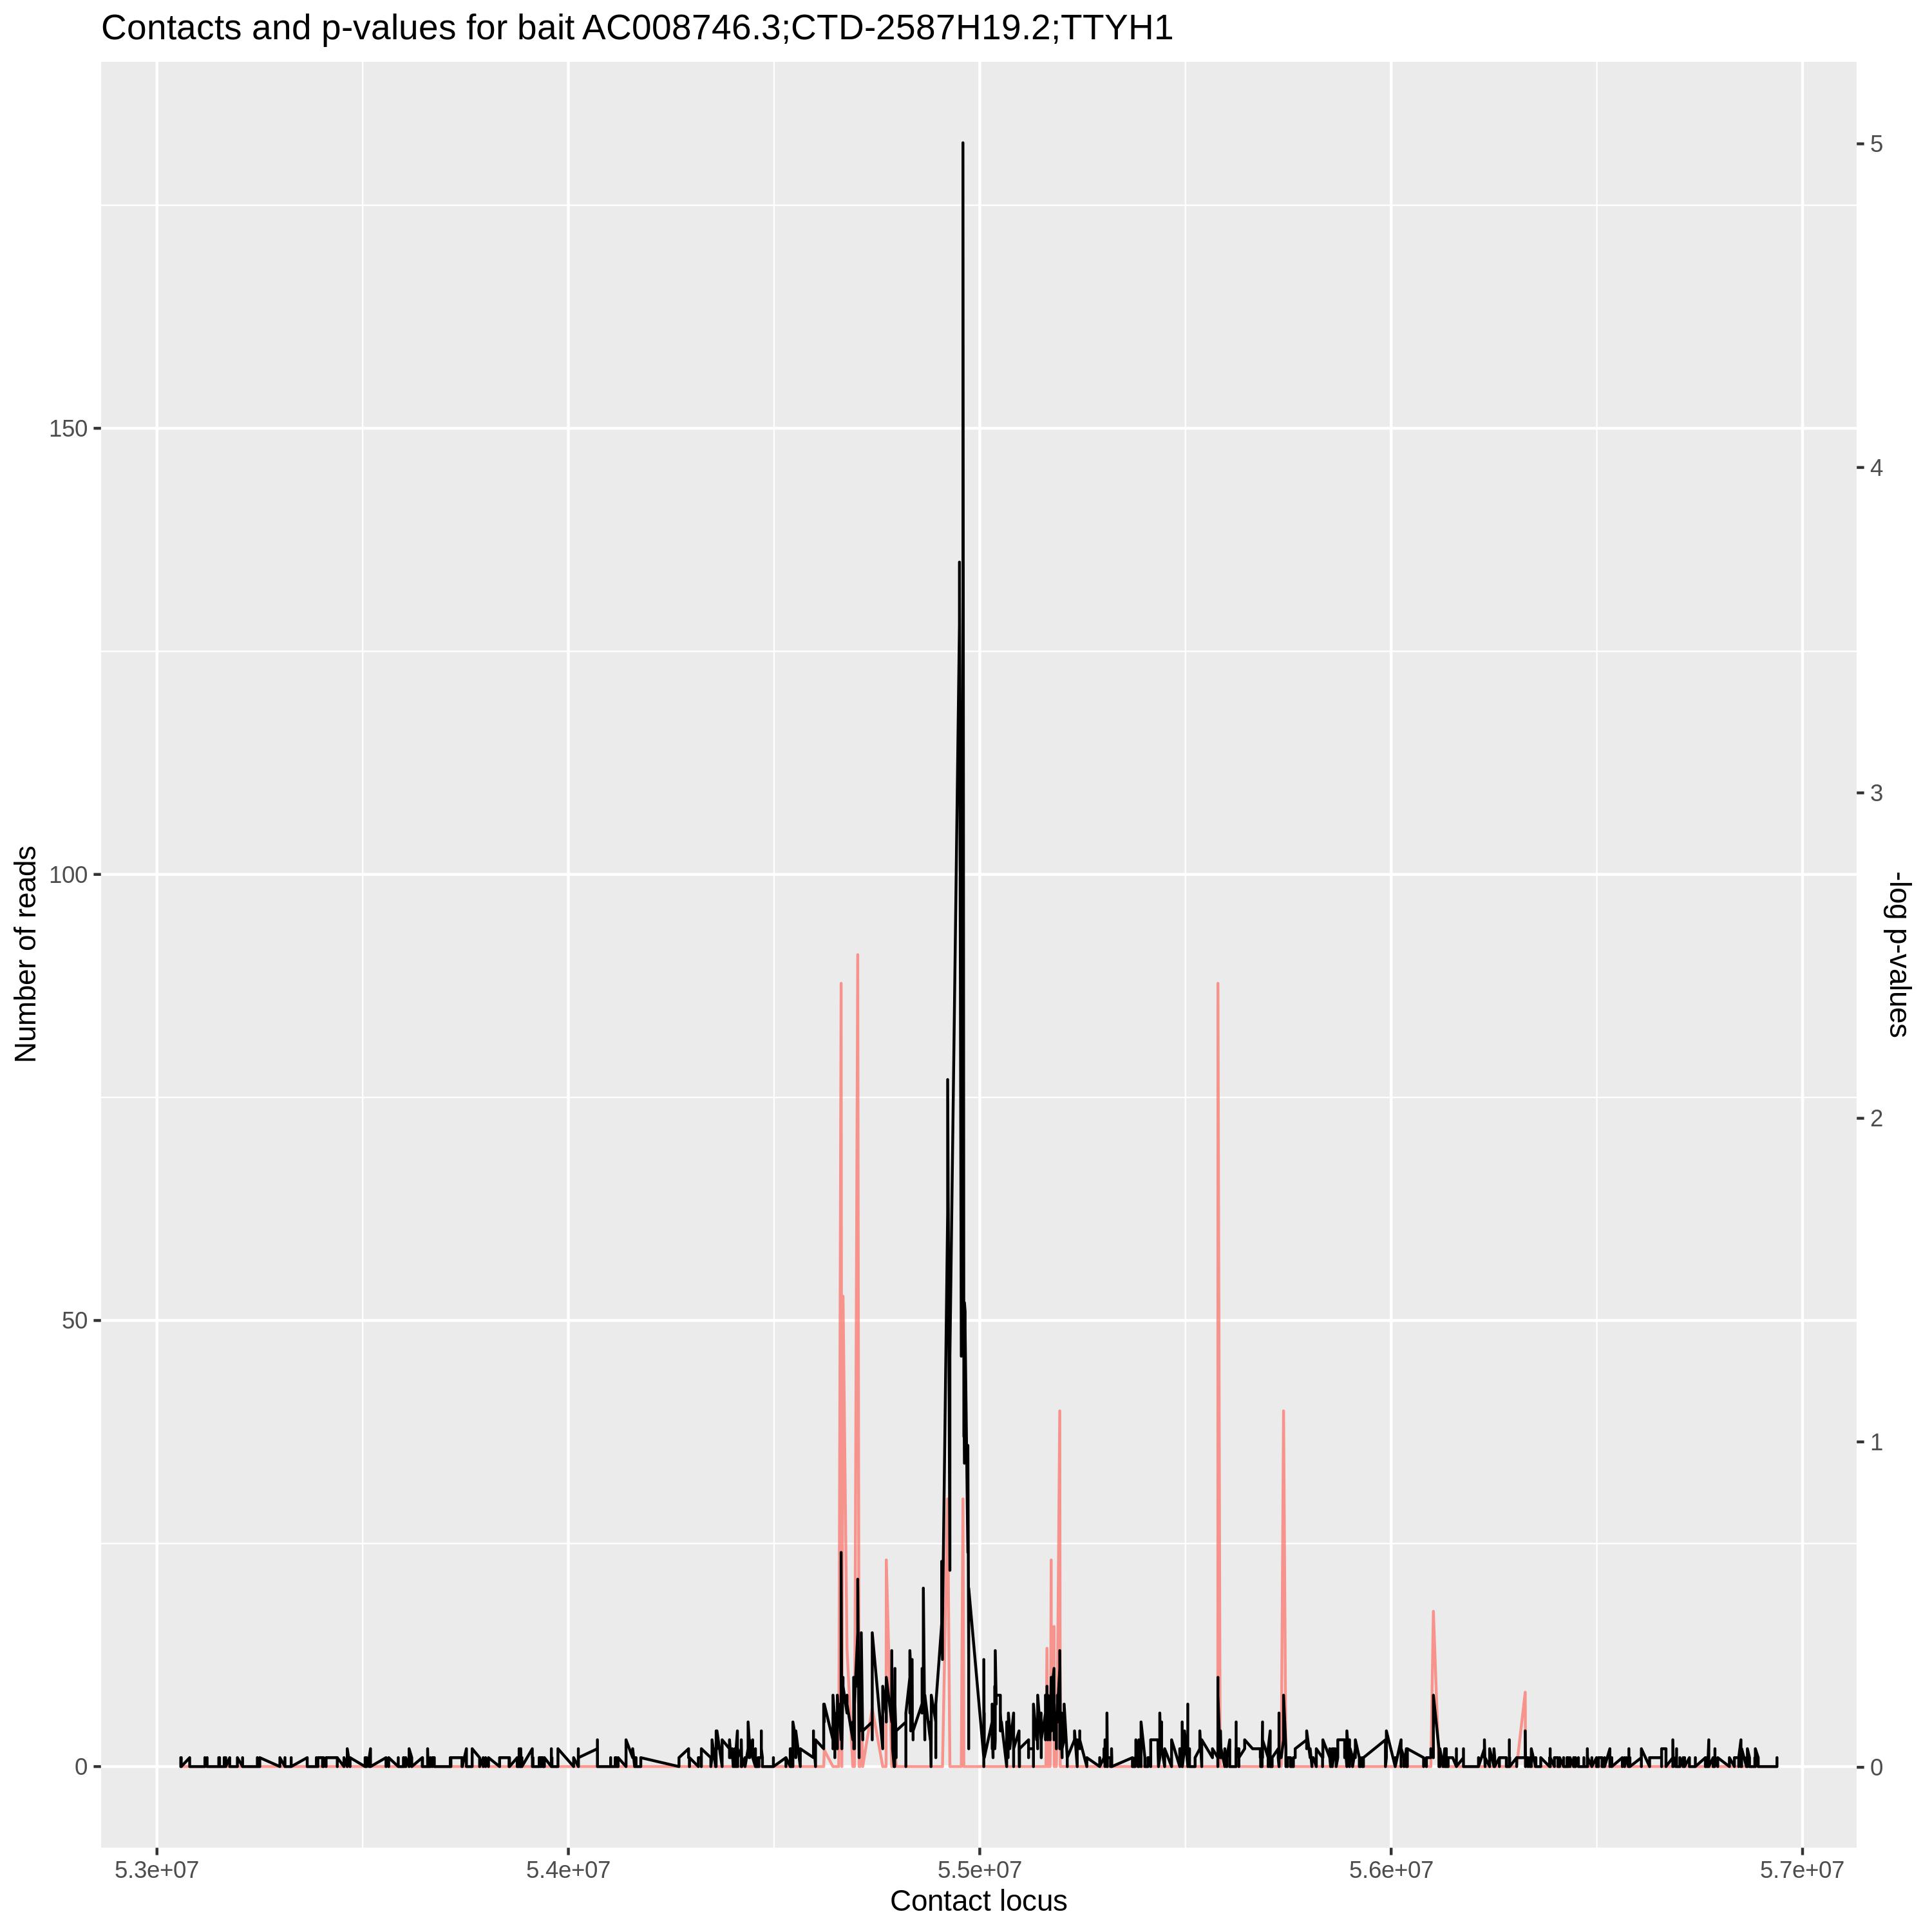 Contacts and p-values for bait AC008746.3;CTD-2587H19.2;TTYH1
Number of reads
150
100
50
0
5
4
3
2
1
0
-log p-values
5.3e+07 5.4e+07 5.5e+07 5.6e+07 5.7e+07
Contact locus